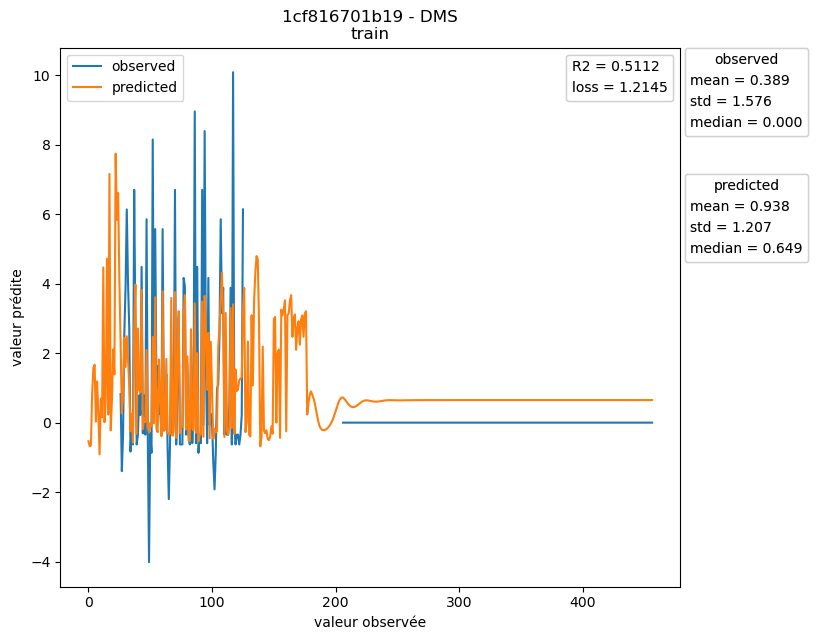 1cf816701b19 - DMS
train
observed
predicted
R2 = 0.5112
loss = 1.2145
observed
mean = 0.389
std = 1.576
median = 0.000
predicted
mean = 0.938
std = 1.207
median = 0.649
valeur prédite
10
8
6
4
2
0
−2
−4
0
100
200
300
400
valeur observée